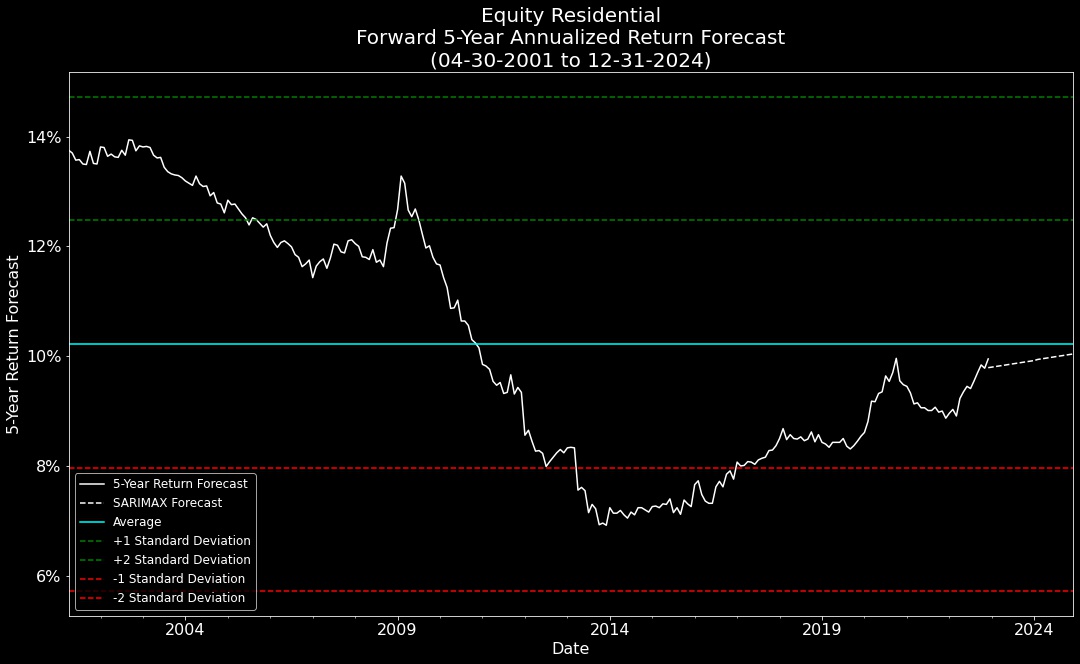 Equity Residential
Forward 5-Year Annualized Return Forecast
(04-30-2001 to 12-31-2024)
5-Year Return Forecast
14%
12%
10%
8%
6%
5-Year Return Forecast
SARIMAX Forecast
Average
+1 Standard Deviation
+2 Standard Deviation
-1 Standard Deviation
-2 Standard Deviation
2004
2009
2014
2019
2024
Date